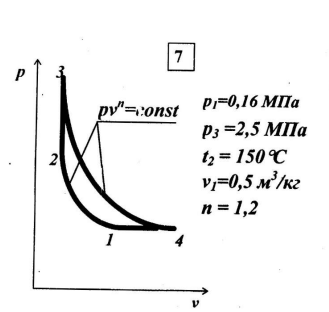 7
p
3
pvⁿ=const
p₁=0,16 МПа
p₃ =2,5 МПа
t₂ = 150°C
v₁=0,5 м³/кг
n = 1,2
2
1
4
v